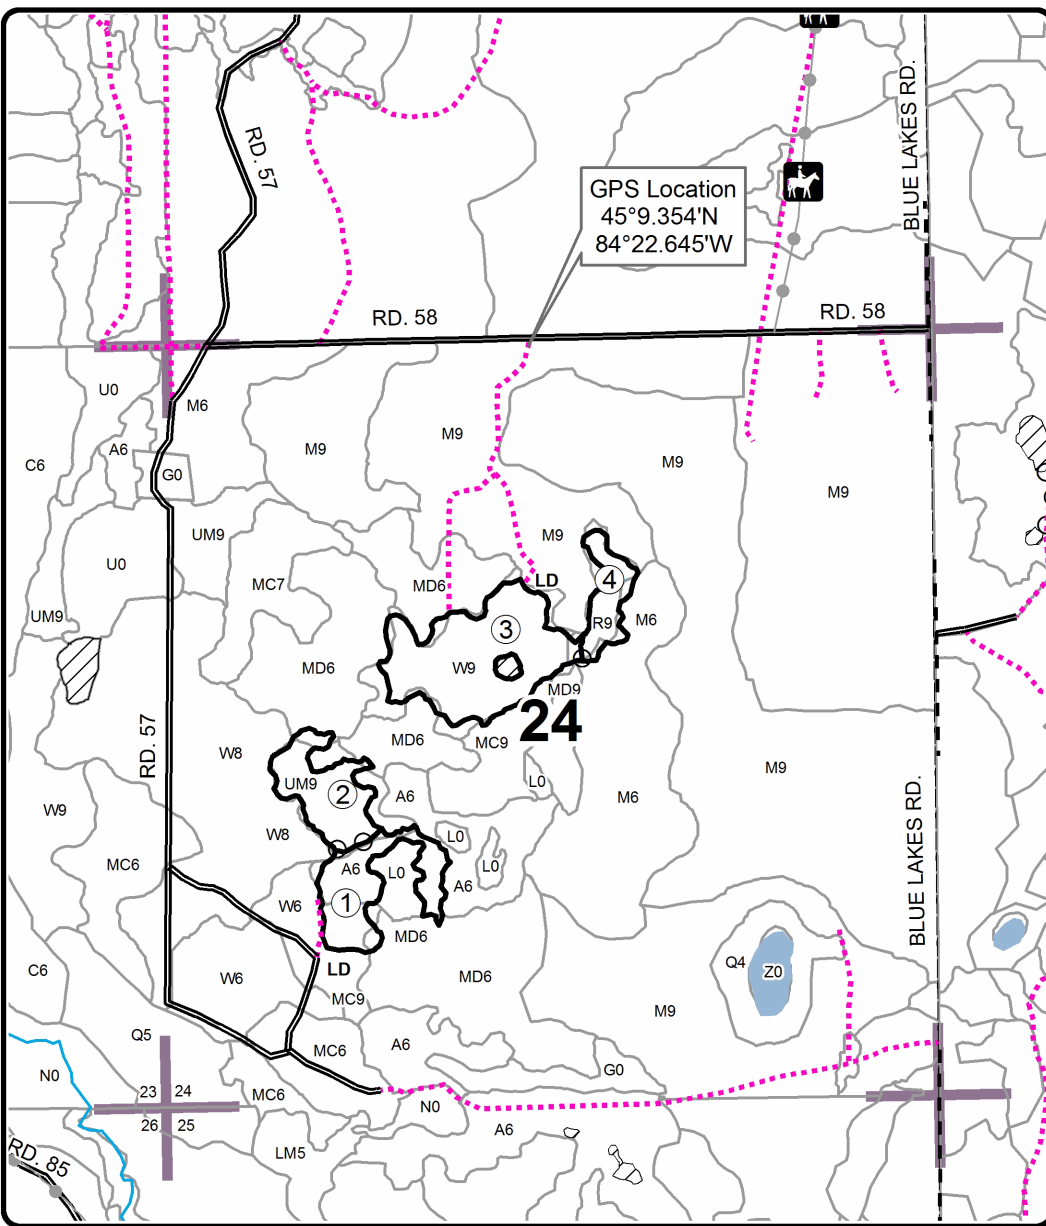 BLUE LAKES RD.
RD. 57
GPS Location
45°9.354'N
84°22.645'W
RD. 58
RD. 58
U0
M6
A6
C6
G0
M9
M9
M9
M9
UM9
U0
M9
MC7
MD6
LD
4
UM9
3
R9
M6
W9
MD6
MD9
24
RD. 57
W8
MD6
MC9
L0
M9
UM9
2
A6
M6
W9
W8
L0
BLUE LAKES RD.
MC6
A6
L0
L0
A6
W6
1
MD6
C6
W6
LD
MC9
MD6
Q4
Z0
M9
Q5
MC6
A6
N0
G0
23
24
MC6
N0
26
25
A6
LM5
RD. 85